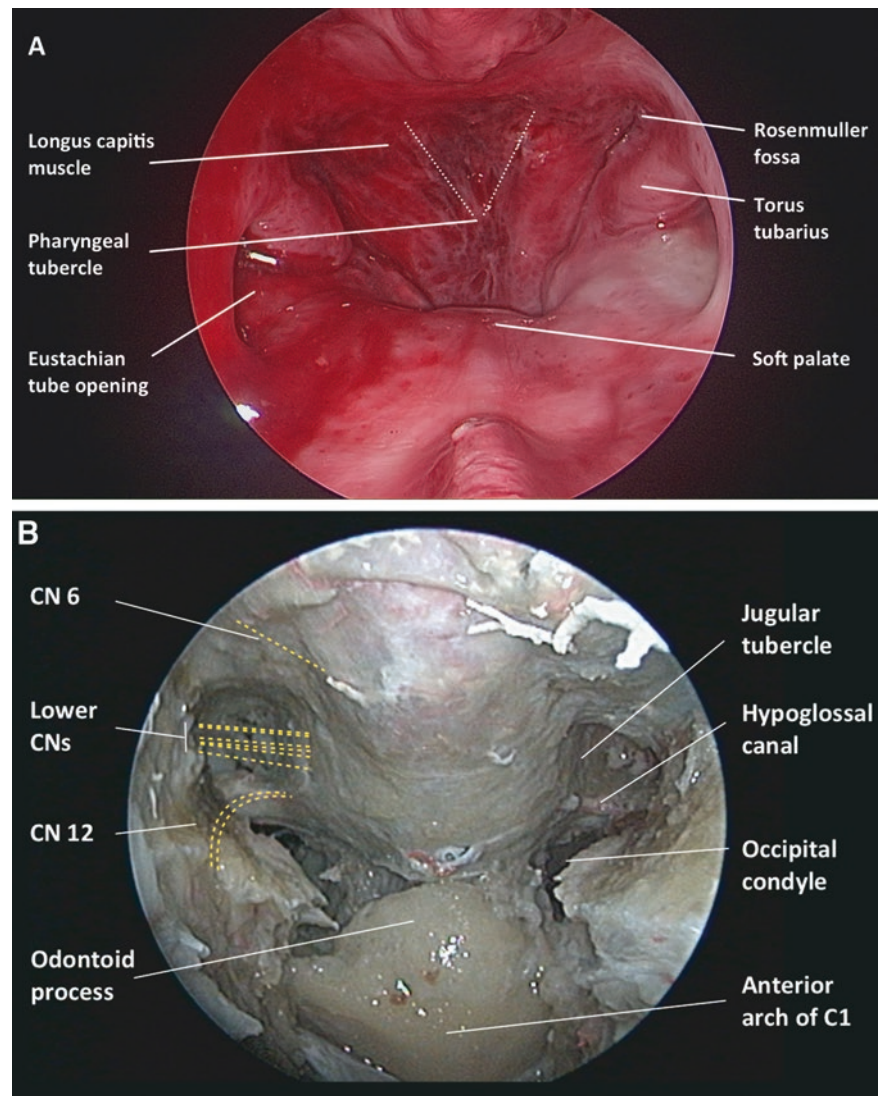 A
Longus capitis
muscle
Pharyngeal
tubercle
Eustachian
tube opening
Rosenmuller
fossa
Torus
tubarius
Soft palate
B
CN 6
Lower
CNs
CN 12
Odontoid
process
Jugular
tubercle
Hypoglossal
canal
Occipital
condyle
Anterior
arch of C1